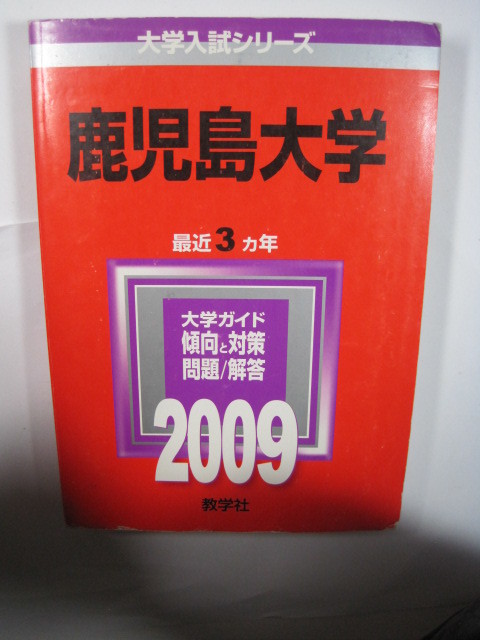 大学入試シリーズ
鹿児島大学
最近3ヵ年
大学ガイド
傾向と対策
問題/解答
2009
教学社